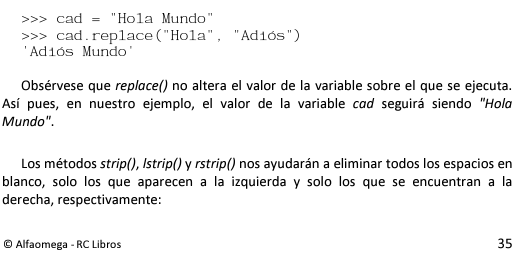 >>> cad = "Hola Mundo"
>>> cad.replace("Hola", "Adiós")
'Adiós Mundo'
Obsérvese que replace() no altera el valor de la variable sobre el que se ejecuta.
Así pues, en nuestro ejemplo, el valor de la variable cad seguirá siendo "Hola
Mundo".
Los métodos strip(), lstrip() y rstrip() nos ayudarán a eliminar todos los espacios en
blanco, solo los que aparecen a la izquierda y solo los que se encuentran a la
derecha, respectivamente:
© Alfaomega - RC Libros 35